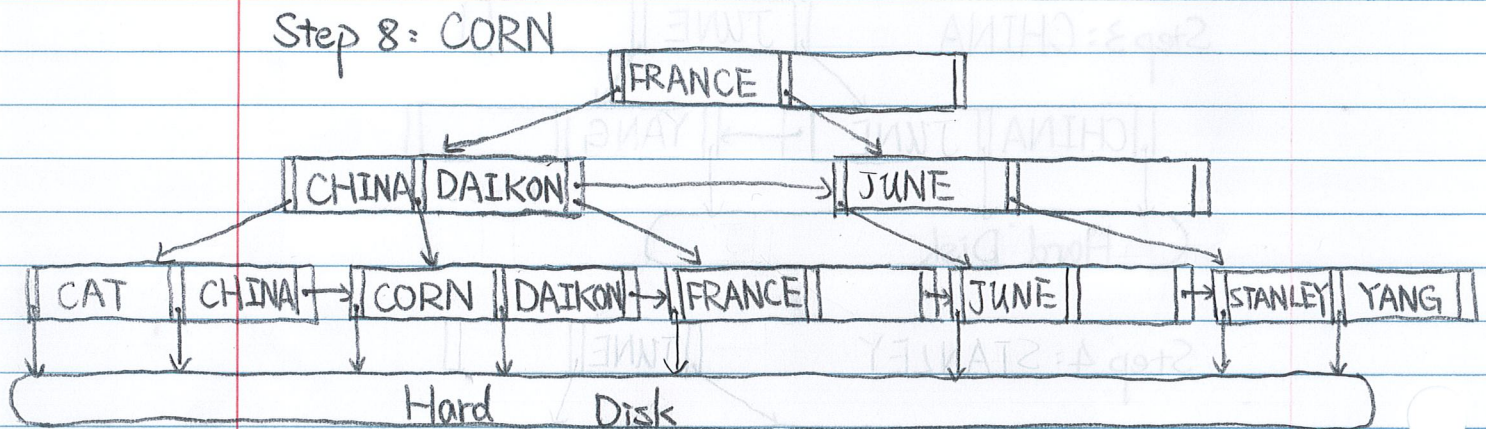 Step 8: CORN
FRANCE
CHINA DAIKON JUNE
CAT CHINA CORN DAIKON FRANCE JUNE STANLEY YANG
Hard Disk